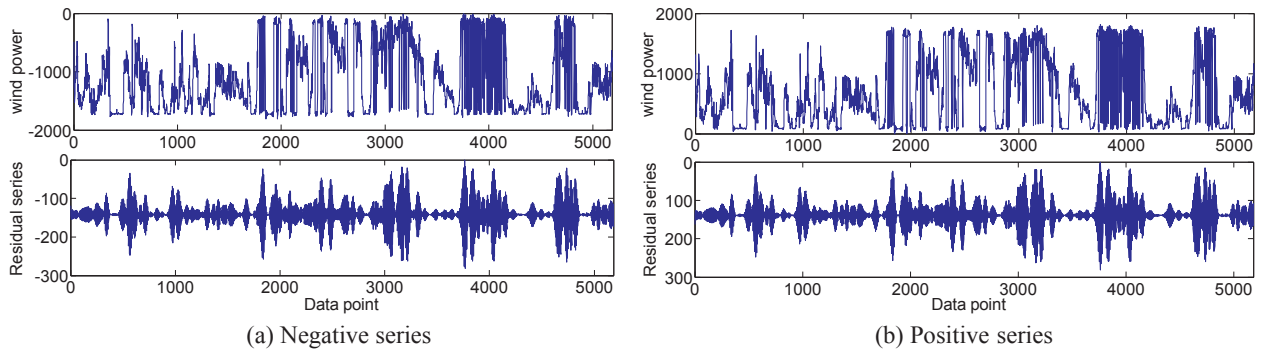 0
-1000
-2000
wind power
0 1000 2000 3000 4000 5000
0
-100
-200
-300
Residual series
0 1000 2000 3000 4000 5000
Data point
(a) Negative series
2000
1000
0
wind power
0 1000 2000 3000 4000 5000
0
100
200
300
Residual series
0 1000 2000 3000 4000 5000
Data point
(b) Positive series